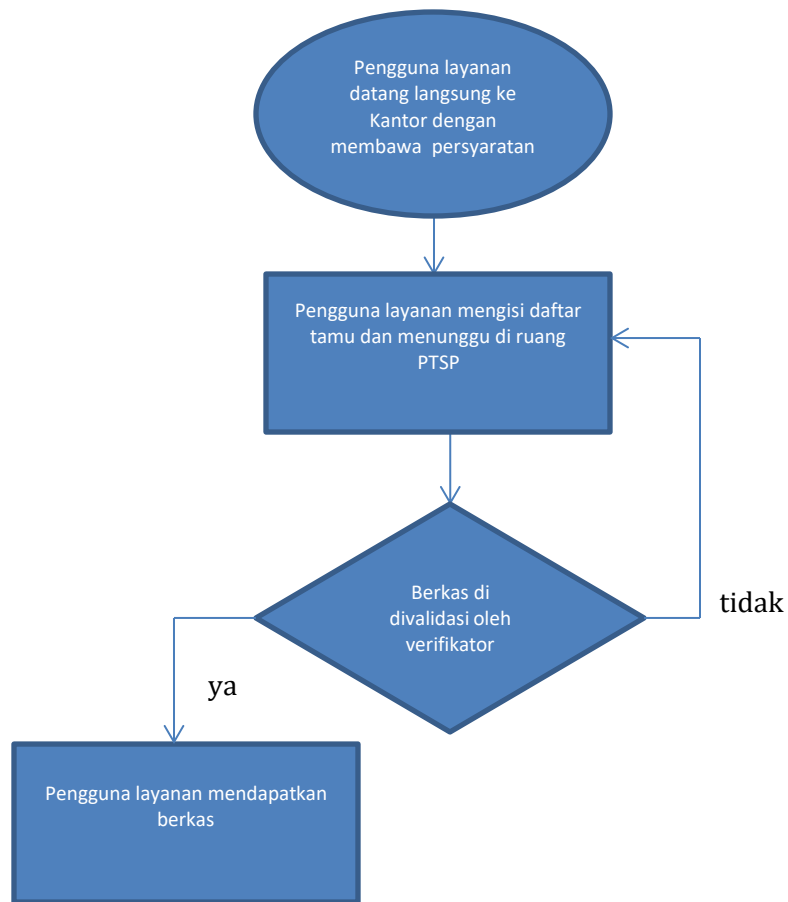 Pengguna layanan
datang langsung ke
Kantor dengan
membawa persyaratan
Pengguna layanan mengisi daftar
tamu dan menunggu di ruang
PTSP
Berkas di
divalidasi oleh
verifikator
tidak
ya
Pengguna layanan mendapatkan
berkas